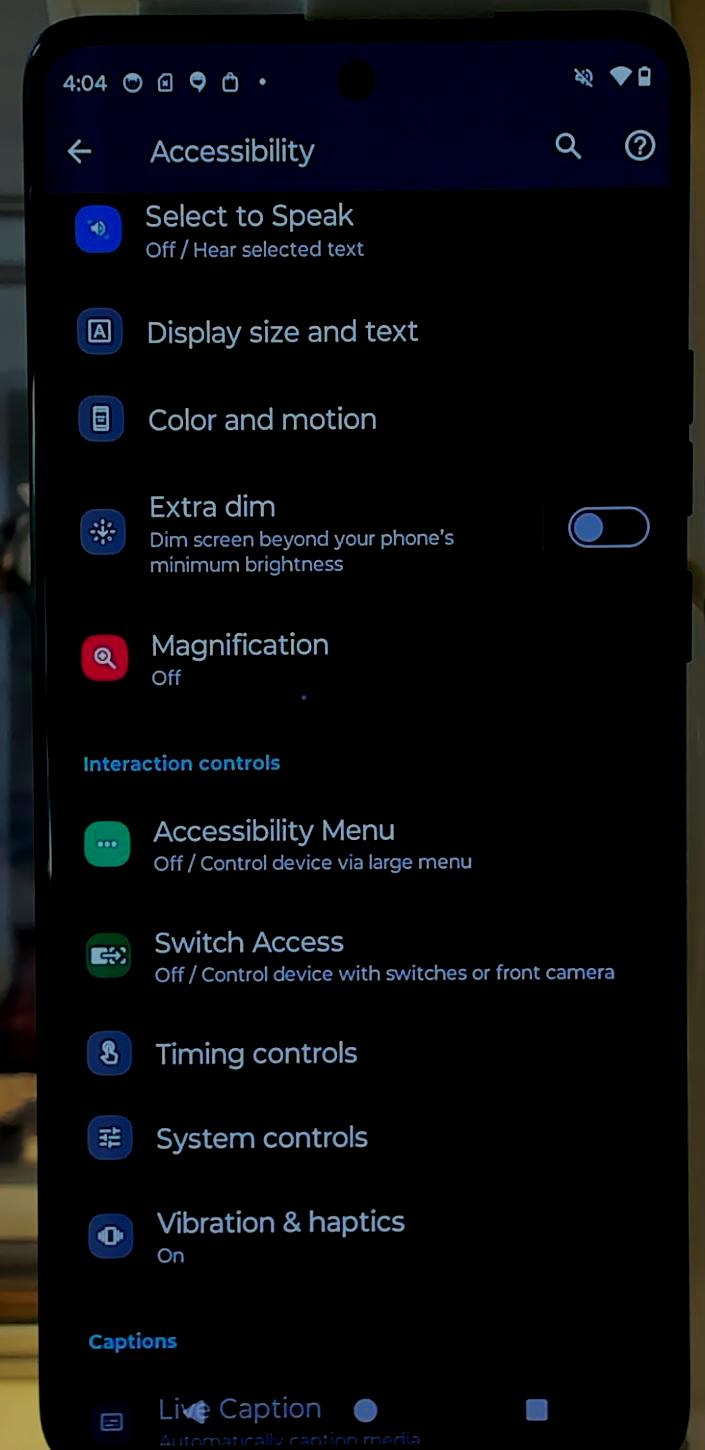 4:04
Accessibility
Select to Speak
Off / Hear selected text
Display size and text
Color and motion
Extra dim
Dim screen beyond your phone's
minimum brightness
Magnification
Off
Interaction controls
Accessibility Menu
Off / Control device via large menu
Switch Access
Off / Control device with switches or front camera
Timing controls
System controls
Vibration & haptics
On
Captions
Live Caption
Automatically caption media